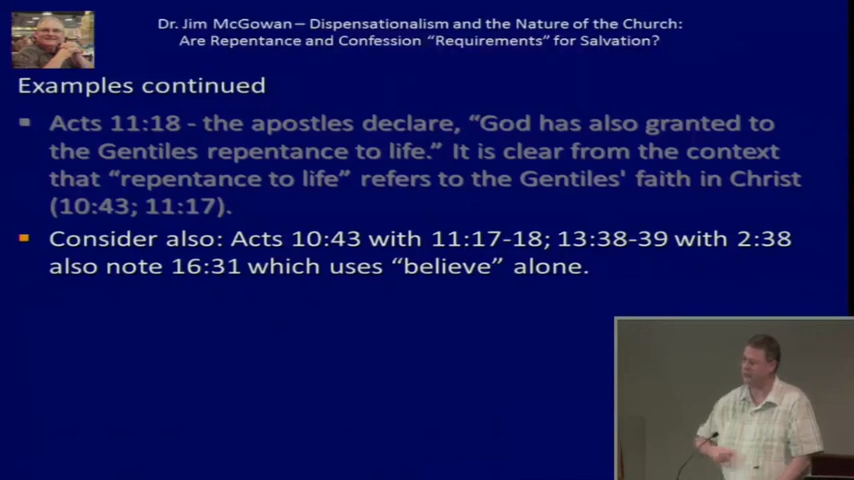 Dr. Jim McGowan – Dispensationalism and the Nature of the Church:
Are Repentance and Confession “Requirements” for Salvation?
Examples continued
▪ Acts 11:18 - the apostles declare, “God has also granted to
the Gentiles repentance to life.” It is clear from the context
that “repentance to life” refers to the Gentiles' faith in Christ
(10:43; 11:17).
▪ Consider also: Acts 10:43 with 11:17-18; 13:38-39 with 2:38
also note 16:31 which uses “believe” alone.